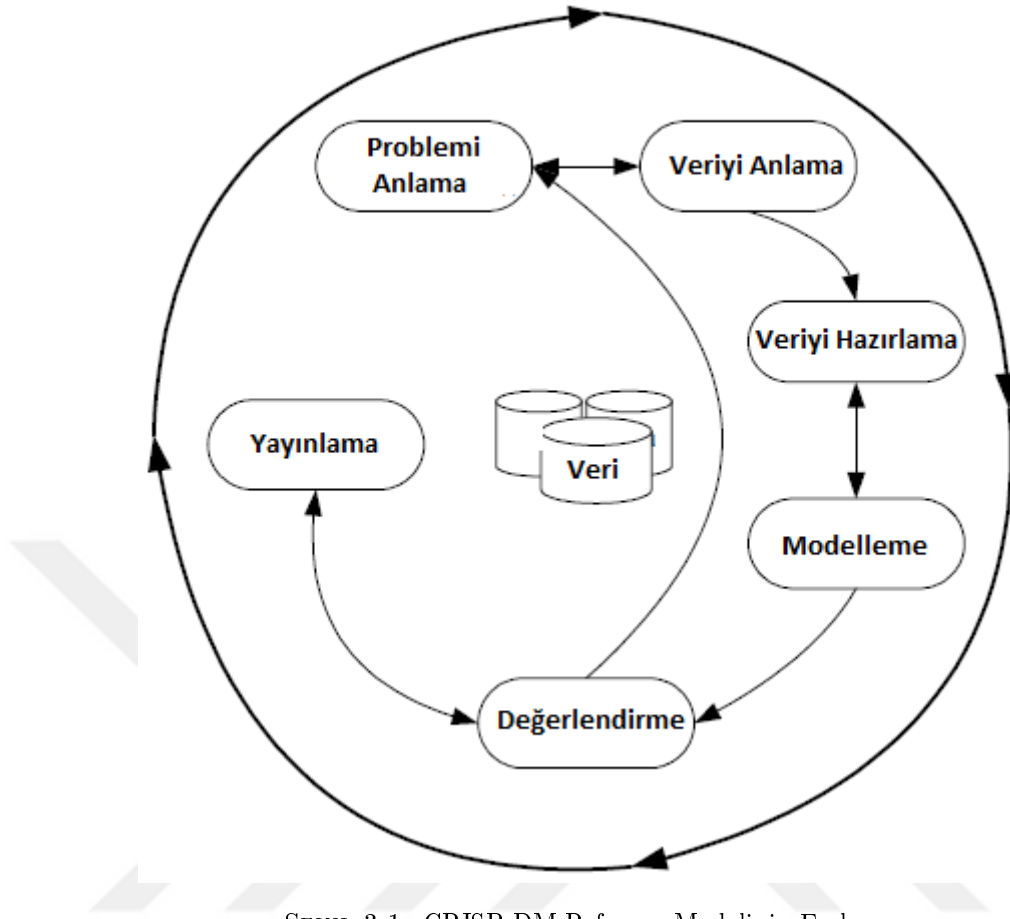 Problemi
Anlama
Veriyi Anlama
Veriyi Hazırlama
Yayınlama
Veri
Modelleme
Değerlendirme